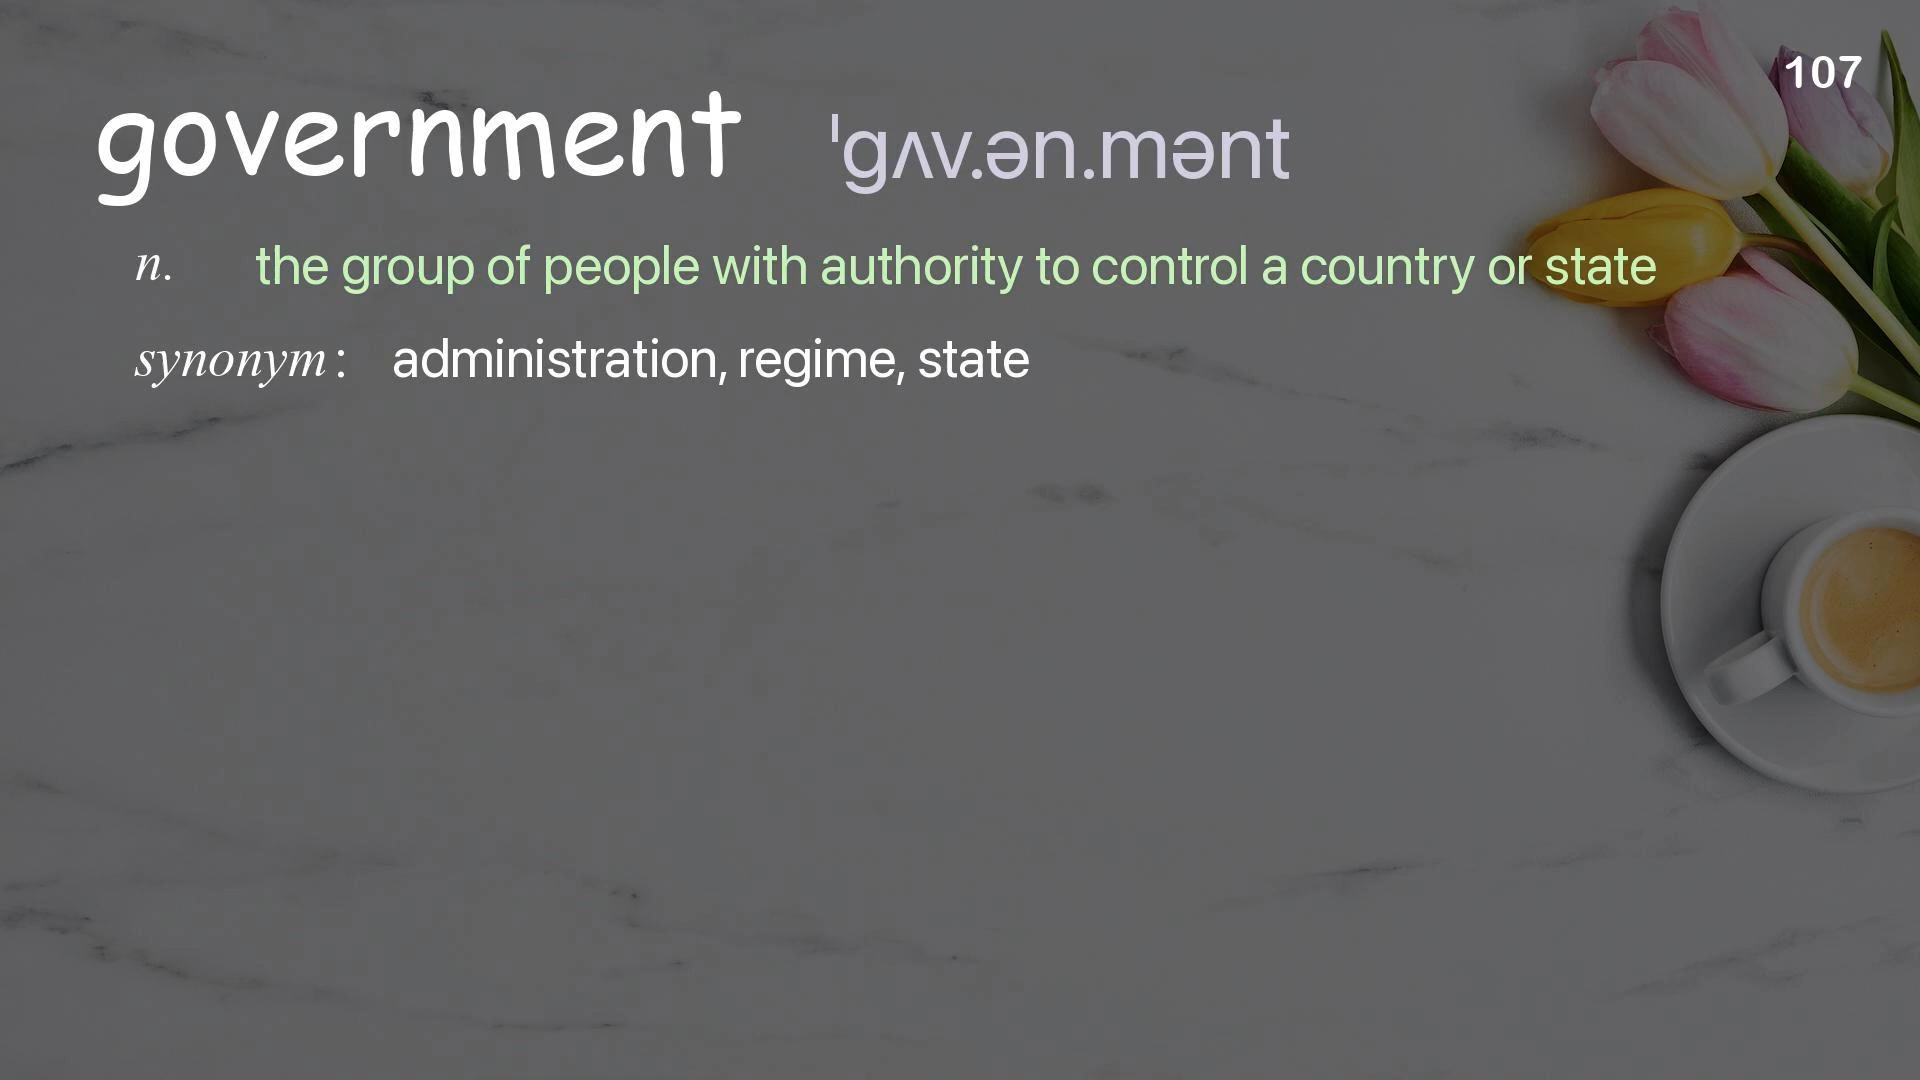 107
government ˈgʌv.ən.mənt
n. the group of people with authority to control a country or state
synonym: administration, regime, state